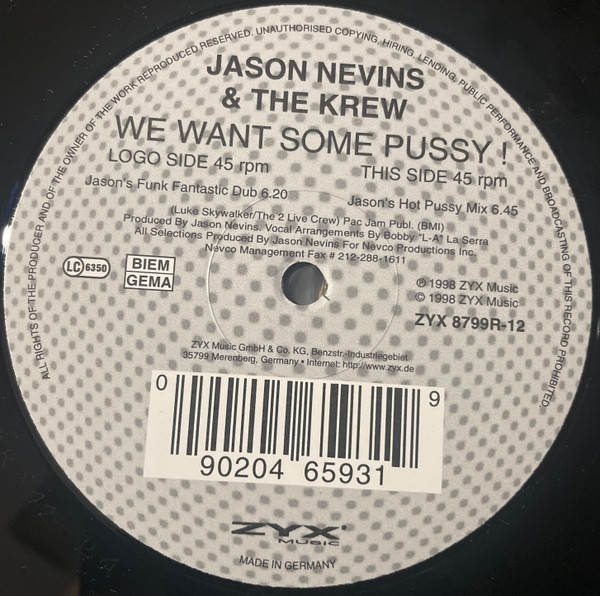 ALL RIGHTS OF THE PRODUCER AND OF THE OWNER OF THE WORK REPRODUCED RESERVED. UNAUTHORISED COPYING, HIRING, LENDING, PUBLIC PERFORMANCE AND BROADCASTING OF THIS RECORD PROHIBITED.
JASON NEVINS
& THE KREW
WE WANT SOME PUSSY !
LOGO SIDE 45 rpm
THIS SIDE 45 rpm
Jason's Funk Fantastic Dub 6.20
Jason's Hot Pussy Mix 6.45
(Luke Skywalker/The 2 Live Crew) Pac Jam Publ. (BMI)
Produced By Jason Nevins. Vocal Arrangements By Bobby "L-A" La Serra
All Selections Produced By Jason Nevins For Nevco Productions Inc.
Nevco Management Fax # 212-288-1611
LC 6350
BIEM
GEMA
℗ 1998 ZYX Music
© 1998 ZYX Music
ZYX 8799R-12
ZYX Music GmbH & Co. KG, Benzstr.-Industriegebiet
35799 Merenberg, Germany • Internet: http://www.zyx.de
0 90204 65931 9
ZYX
MUSIC
MADE IN GERMANY